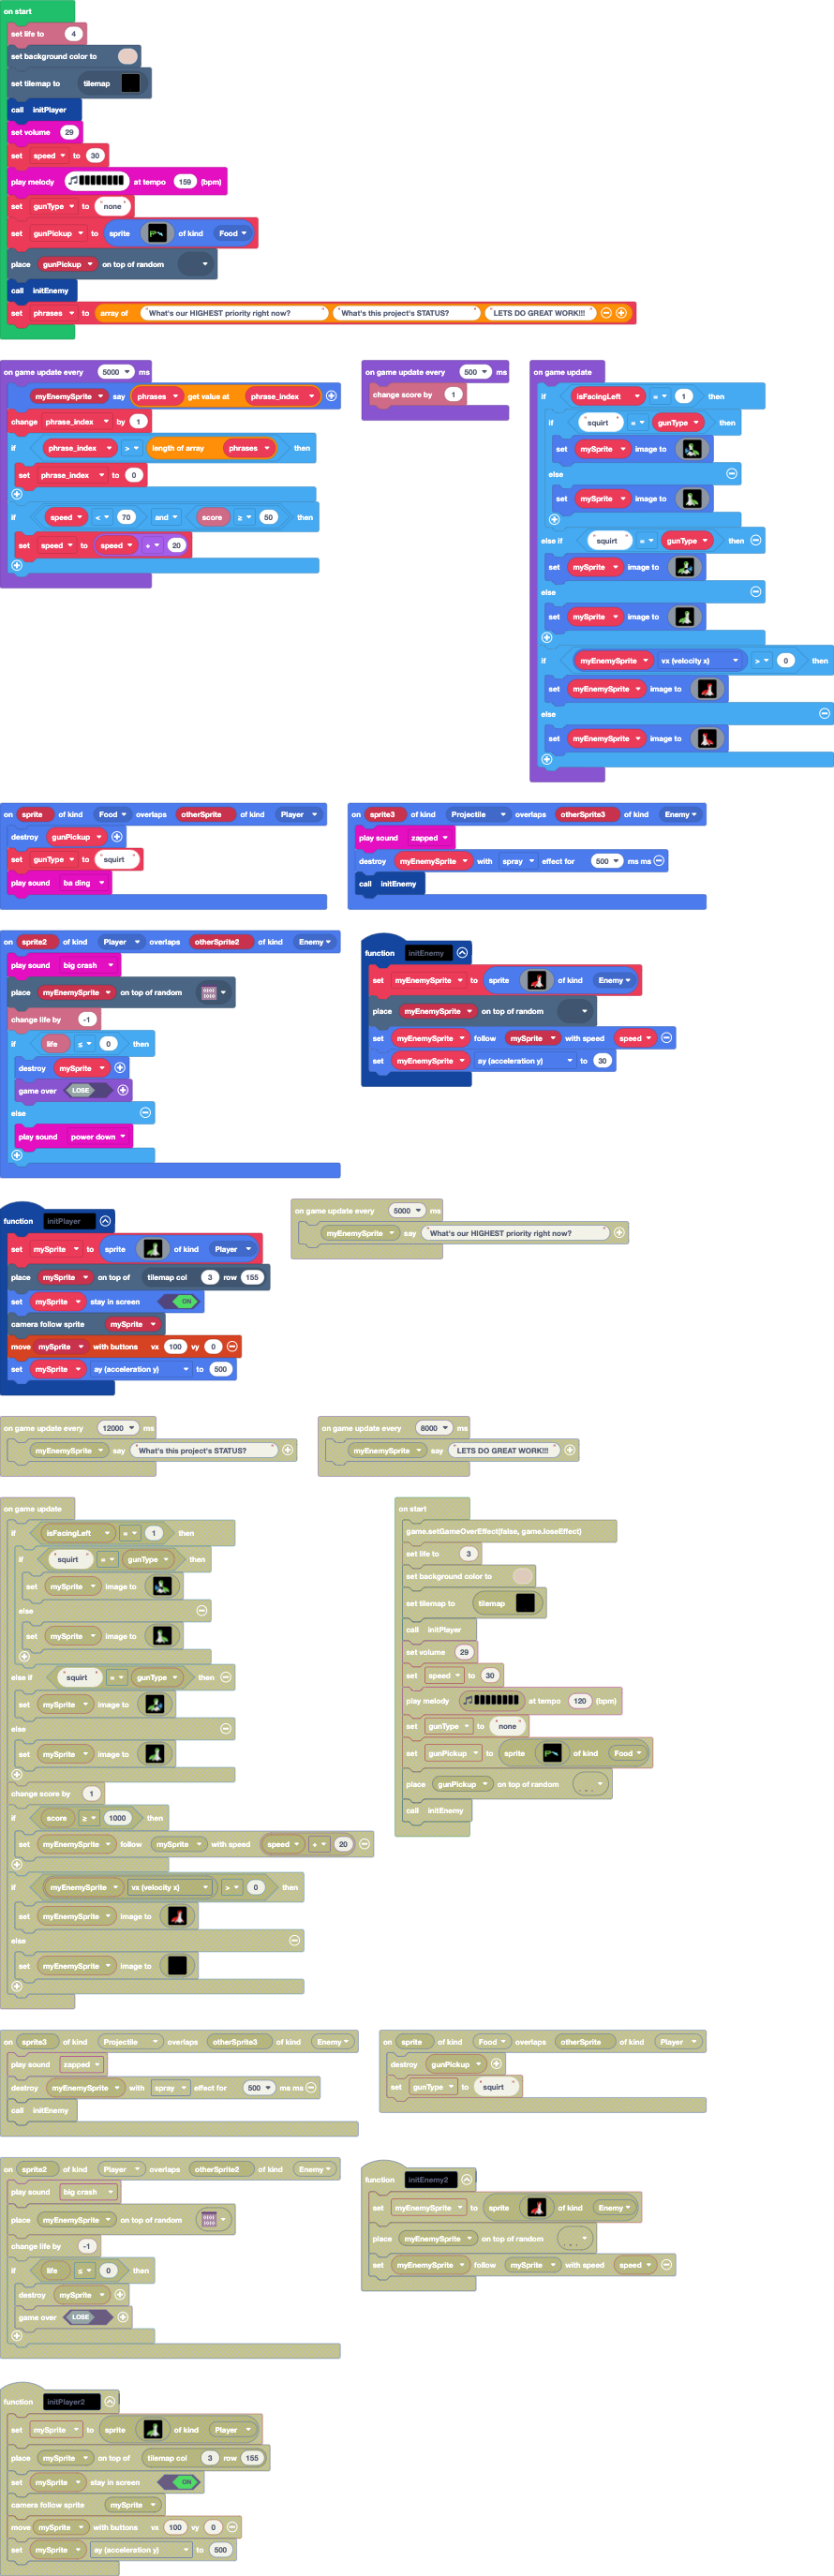 on start
set life to 4
set background color to
set tilemap to tilemap
call initPlayer
set volume 29
set speed to 30
play melody at tempo 159 (bpm)
set gunType to "none"
set gunPickup to sprite of kind Food
place gunPickup on top of random
call initEnemy
set phrases to array of "What's our HIGHEST priority right now?" "What's this project's STATUS?" "LETS DO GREAT WORK!!!"
on game update every 5000 ms
myEnemySprite say phrases get value at phrase_index
change phrase_index by 1
if phrase_index > length of array phrases then
set phrase_index to 0
if speed < 70 and score ≥ 50 then
set speed to speed + 20
on game update every 500 ms
change score by 1
on game update
if isFacingLeft = 1 then
if "squirt" = gunType then
set mySprite image to
else
set mySprite image to
else if "squirt" = gunType then
set mySprite image to
else
set mySprite image to
if myEnemySprite vx (velocity x) > 0 then
set myEnemySprite image to
else
set myEnemySprite image to
on sprite of kind Food overlaps otherSprite of kind Player
destroy gunPickup
set gunType to "squirt"
play sound ba ding
on sprite3 of kind Projectile overlaps otherSprite3 of kind Enemy
play sound zapped
destroy myEnemySprite with spray effect for 500 ms ms
call initEnemy
on sprite2 of kind Player overlaps otherSprite2 of kind Enemy
play sound big crash
place myEnemySprite on top of random
change life by -1
if life ≤ 0 then
destroy mySprite
game over LOSE
else
play sound power down
function initEnemy
set myEnemySprite to sprite of kind Enemy
place myEnemySprite on top of random
set myEnemySprite follow mySprite with speed speed
set myEnemySprite ay (acceleration y) to 30
function initPlayer
set mySprite to sprite of kind Player
place mySprite on top of tilemap col 3 row 155
set mySprite stay in screen ON
camera follow sprite mySprite
move mySprite with buttons vx 100 vy 0
set mySprite ay (acceleration y) to 500
on game update every 5000 ms
myEnemySprite say "What's our HIGHEST priority right now?"
on game update every 12000 ms
myEnemySprite say "What's this project's STATUS?"
on game update every 8000 ms
myEnemySprite say "LETS DO GREAT WORK!!!"
on game update
if isFacingLeft = 1 then
if "squirt" = gunType then
set mySprite image to
else
set mySprite image to
else if "squirt" = gunType then
set mySprite image to
else
set mySprite image to
change score by 1
if score ≥ 1000 then
set myEnemySprite follow mySprite with speed speed + 20
if myEnemySprite vx (velocity x) > 0 then
set myEnemySprite image to
else
set myEnemySprite image to
on start
game.setGameOverEffect(false, game.loseEffect)
set life to 3
set background color to
set tilemap to tilemap
call initPlayer
set volume 29
set speed to 30
play melody at tempo 120 (bpm)
set gunType to "none"
set gunPickup to sprite of kind Food
place gunPickup on top of random ...
call initEnemy
on sprite3 of kind Projectile overlaps otherSprite3 of kind Enemy
play sound zapped
destroy myEnemySprite with spray effect for 500 ms ms
call initEnemy
on sprite of kind Food overlaps otherSprite of kind Player
destroy gunPickup
set gunType to "squirt"
on sprite2 of kind Player overlaps otherSprite2 of kind Enemy
play sound big crash
place myEnemySprite on top of random
change life by -1
if life ≤ 0 then
destroy mySprite
game over LOSE
function initEnemy2
set myEnemySprite to sprite of kind Enemy
place myEnemySprite on top of random ...
set myEnemySprite follow mySprite with speed speed
function initPlayer2
set mySprite to sprite of kind Player
place mySprite on top of tilemap col 3 row 155
set mySprite stay in screen ON
camera follow sprite mySprite
move mySprite with buttons vx 100 vy 0
set mySprite ay (acceleration y) to 500